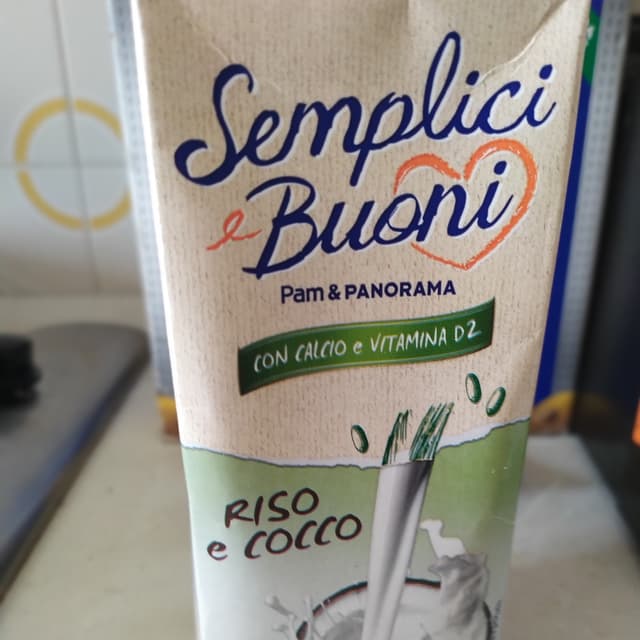 Semplici
e Buoni
Pam & PANORAMA
CON CALCIO e VITAMINA D2
RISO
e COCCO